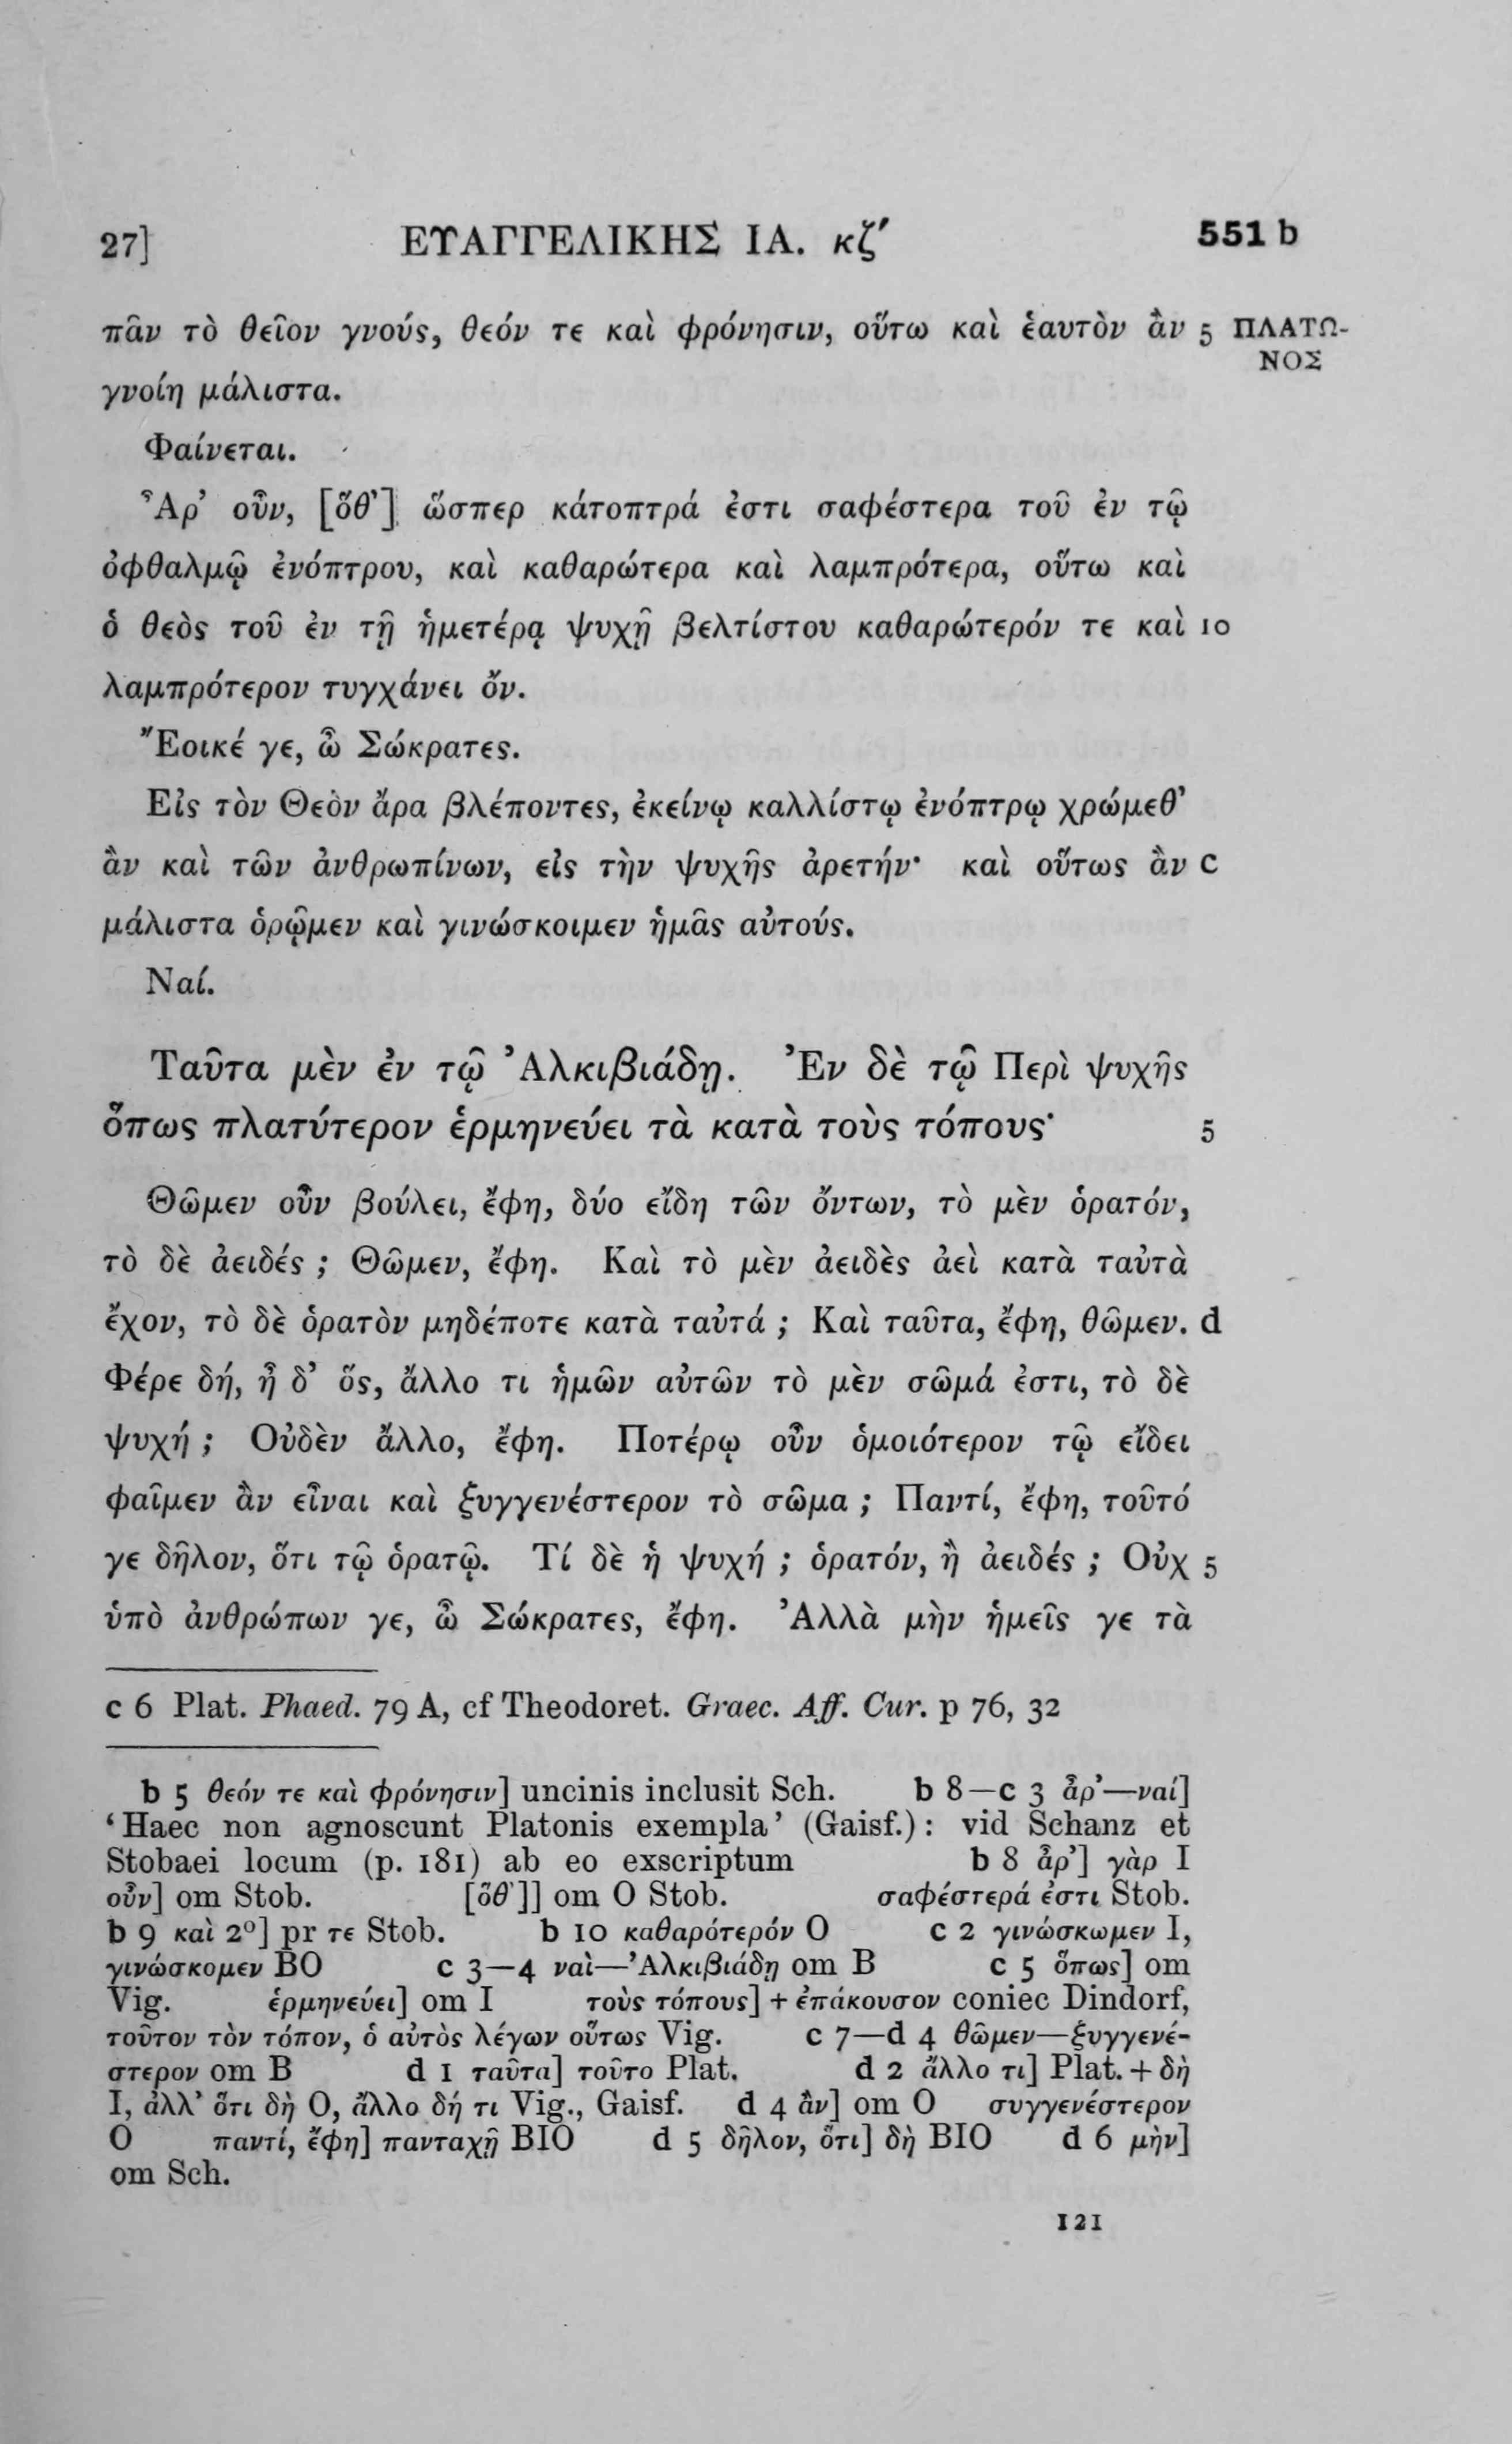 27] ΕΥΑΓΓΕΛΙΚΗΣ ΙΑ. κζ′ 551 b
πᾶν τὸ θεῖον γνούς, θεόν τε καὶ φρόνησιν, οὕτω καὶ ἑαυτὸν ἂν 5 ΠΛΑΤΩ-
ΝΟΣ
γνοίη μάλιστα.
Φαίνεται.
Ἆρ’ οὖν, [ὅθ’] ὥσπερ κάτοπτρά ἐστι σαφέστερα τοῦ ἐν τῷ
ὀφθαλμῷ ἐνόπτρου, καὶ καθαρώτερα καὶ λαμπρότερα, οὕτω καὶ
ὁ θεὸς τοῦ ἐν τῇ ἡμετέρᾳ ψυχῇ βελτίστου καθαρώτερόν τε καὶ 10
λαμπρότερον τυγχάνει ὄν.
Ἔοικέ γε, ὦ Σώκρατες.
Εἰς τὸν Θεὸν ἄρα βλέποντες, ἐκείνῳ καλλίστῳ ἐνόπτρῳ χρώμεθ’
ἂν καὶ τῶν ἀνθρωπίνων, εἰς τὴν ψυχῆς ἀρετήν· καὶ οὕτως ἂν c
μάλιστα ὁρῷμεν καὶ γινώσκοιμεν ἡμᾶς αὐτούς.
Ναί.
Ταῦτα μὲν ἐν τῷ Ἀλκιβιάδῃ. Ἐν δὲ τῷ Περὶ ψυχῆς
ὅπως πλατύτερον ἑρμηνεύει τὰ κατὰ τοὺς τόπους· 5
Θῶμεν οὖν βούλει, ἔφη, δύο εἴδη τῶν ὄντων, τὸ μὲν ὁρατόν,
τὸ δὲ ἀειδές ; Θῶμεν, ἔφη. Καὶ τὸ μὲν ἀειδὲς ἀεὶ κατὰ ταὐτὰ
ἔχον, τὸ δὲ ὁρατὸν μηδέποτε κατὰ ταὐτά ; Καὶ ταῦτα, ἔφη, θῶμεν. d
Φέρε δή, ἦ δ’ ὅς, ἄλλο τι ἡμῶν αὐτῶν τὸ μὲν σῶμά ἐστι, τὸ δὲ
ψυχή ; Οὐδὲν ἄλλο, ἔφη. Ποτέρῳ οὖν ὁμοιότερον τῷ εἴδει
φαῖμεν ἂν εἶναι καὶ ξυγγενέστερον τὸ σῶμα ; Παντί, ἔφη, τοῦτό
γε δῆλον, ὅτι τῷ ὁρατῷ. Τί δὲ ἡ ψυχή ; ὁρατόν, ἢ ἀειδές ; Οὐχ 5
ὑπὸ ἀνθρώπων γε, ὦ Σώκρατες, ἔφη. Ἀλλὰ μὴν ἡμεῖς γε τὰ
c 6 Plat. Phaed. 79 A, cf Theodoret. Graec. Aff. Cur. p 76, 32
b 5 θεόν τε καὶ φρόνησιν] uncinis inclusit Sch. b 8—c 3 ἆρ’—ναί]
‘Haec non agnoscunt Platonis exempla’ (Gaisf.) : vid Schanz et
Stobaei locum (p. 181) ab eo exscriptum b 8 ἆρ’] γὰρ I
οὖν] om Stob. [ὅθ’]] om O Stob. σαφέστερά ἐστι Stob.
b 9 καὶ 2º] pr τε Stob. b 10 καθαρότερόν O c 2 γινώσκωμεν I,
γινώσκομεν BO c 3—4 ναὶ—Ἀλκιβιάδῃ om B c 5 ὅπως] om
Vig. ἑρμηνεύει] om I τοὺς τόπους] + ἐπάκουσον coniec Dindorf,
τοῦτον τὸν τόπον, ὁ αὐτὸς λέγων οὕτως Vig. c 7—d 4 θῶμεν—ξυγγενέ-
στερον om B d 1 ταῦτα] τοῦτο Plat. d 2 ἄλλο τι] Plat. + δὴ
I, ἀλλ’ ὅτι δὴ O, ἄλλο δή τι Vig., Gaisf. d 4 ἂν] om O συγγενέστερον
O παντί, ἔφη] πανταχῇ BIO d 5 δῆλον, ὅτι] δὴ BIO d 6 μὴν]
om Sch.
121